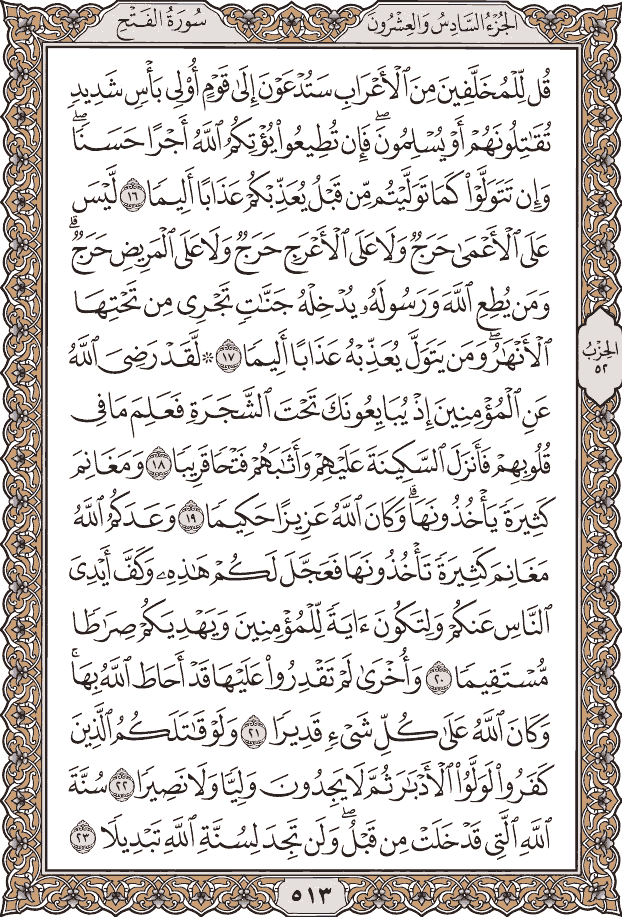 الجُزْءُ السَّادِسُ وَالعِشْرُونَ
سُورَةُ الفَتْحِ
قُل لِّلْمُخَلَّفِينَ مِنَ ٱلْأَعْرَابِ سَتُدْعَوْنَ إِلَىٰ قَوْمٍ أُو۟لِى بَأْسٍ شَدِيدٍ
تُقَـٰتِلُونَهُمْ أَوْ يُسْلِمُونَ ۖ فَإِن تُطِيعُوا۟ يُؤْتِكُمُ ٱللَّهُ أَجْرًا حَسَنًا ۖ
وَإِن تَتَوَلَّوْا۟ كَمَا تَوَلَّيْتُم مِّن قَبْلُ يُعَذِّبْكُمْ عَذَابًا أَلِيمًا ١٦ لَّيْسَ
عَلَى ٱلْأَعْمَىٰ حَرَجٌ وَلَا عَلَى ٱلْأَعْرَجِ حَرَجٌ وَلَا عَلَى ٱلْمَرِيضِ حَرَجٌ ۗ
وَمَن يُطِعِ ٱللَّهَ وَرَسُولَهُۥ يُدْخِلْهُ جَنَّـٰتٍ تَجْرِى مِن تَحْتِهَا
ٱلْأَنْهَـٰرُ ۖ وَمَن يَتَوَلَّ يُعَذِّبْهُ عَذَابًا أَلِيمًا ١٧ ۞ لَّقَدْ رَضِىَ ٱللَّهُ
الحِزْبُ
٥٢
عَنِ ٱلْمُؤْمِنِينَ إِذْ يُبَايِعُونَكَ تَحْتَ ٱلشَّجَرَةِ فَعَلِمَ مَا فِى
قُلُوبِهِمْ فَأَنزَلَ ٱلسَّكِينَةَ عَلَيْهِمْ وَأَثَـٰبَهُمْ فَتْحًا قَرِيبًا ١٨ وَمَغَانِمَ
كَثِيرَةً يَأْخُذُونَهَا ۗ وَكَانَ ٱللَّهُ عَزِيزًا حَكِيمًا ١٩ وَعَدَكُمُ ٱللَّهُ
مَغَانِمَ كَثِيرَةً تَأْخُذُونَهَا فَعَجَّلَ لَكُمْ هَـٰذِهِۦ وَكَفَّ أَيْدِىَ
ٱلنَّاسِ عَنكُمْ وَلِتَكُونَ ءَايَةً لِّلْمُؤْمِنِينَ وَيَهْدِيَكُمْ صِرَٰطًا
مُّسْتَقِيمًا ٢٠ وَأُخْرَىٰ لَمْ تَقْدِرُوا۟ عَلَيْهَا قَدْ أَحَاطَ ٱللَّهُ بِهَا ۚ
وَكَانَ ٱللَّهُ عَلَىٰ كُلِّ شَىْءٍ قَدِيرًا ٢١ وَلَوْ قَـٰتَلَكُمُ ٱلَّذِينَ
كَفَرُوا۟ لَوَلَّوُا۟ ٱلْأَدْبَـٰرَ ثُمَّ لَا يَجِدُونَ وَلِيًّا وَلَا نَصِيرًا ٢٢ سُنَّةَ
ٱللَّهِ ٱلَّتِى قَدْ خَلَتْ مِن قَبْلُ ۖ وَلَن تَجِدَ لِسُنَّةِ ٱللَّهِ تَبْدِيلًا ٢٣
٥١٣